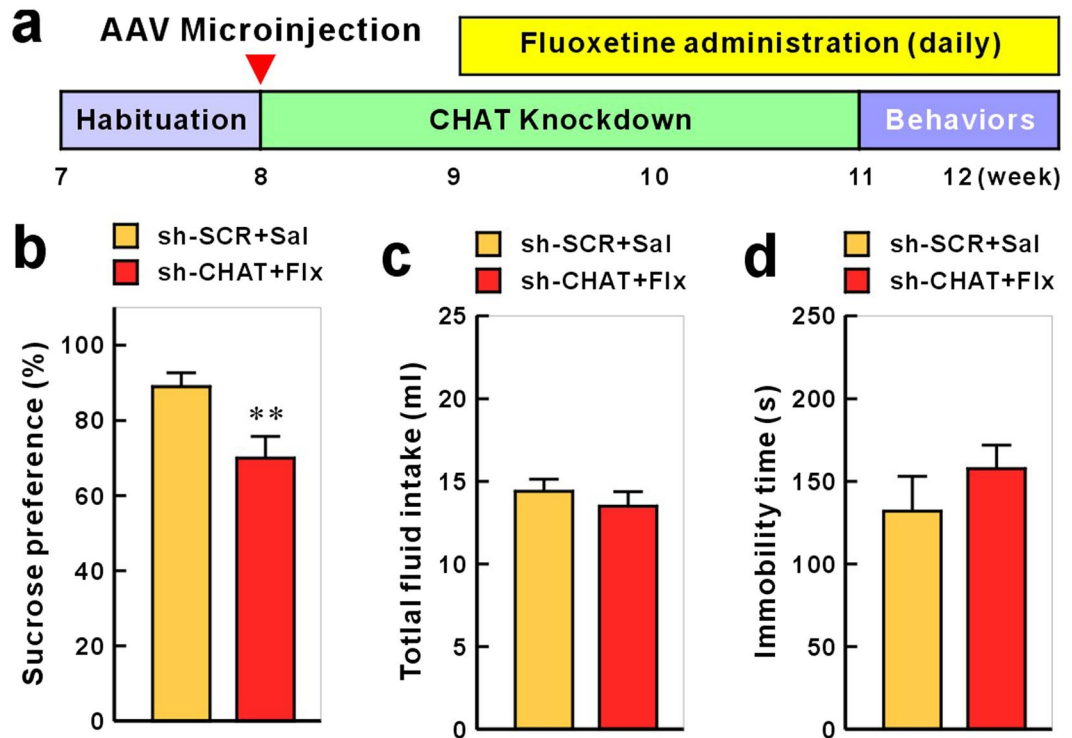 a
AAV Microinjection
Fluoxetine administration (daily)
Habituation
CHAT Knockdown
Behaviors
7
8
9
10
11
12 (week)
b
sh-SCR+Sal
sh-CHAT+Flx
Sucrose preference (%)
100
80
60
40
20
0
**
c
sh-SCR+Sal
sh-CHAT+Flx
Totlal fluid intake (ml)
25
20
15
10
5
0
d
sh-SCR+Sal
sh-CHAT+Flx
Immobility time (s)
250
200
150
100
50
0